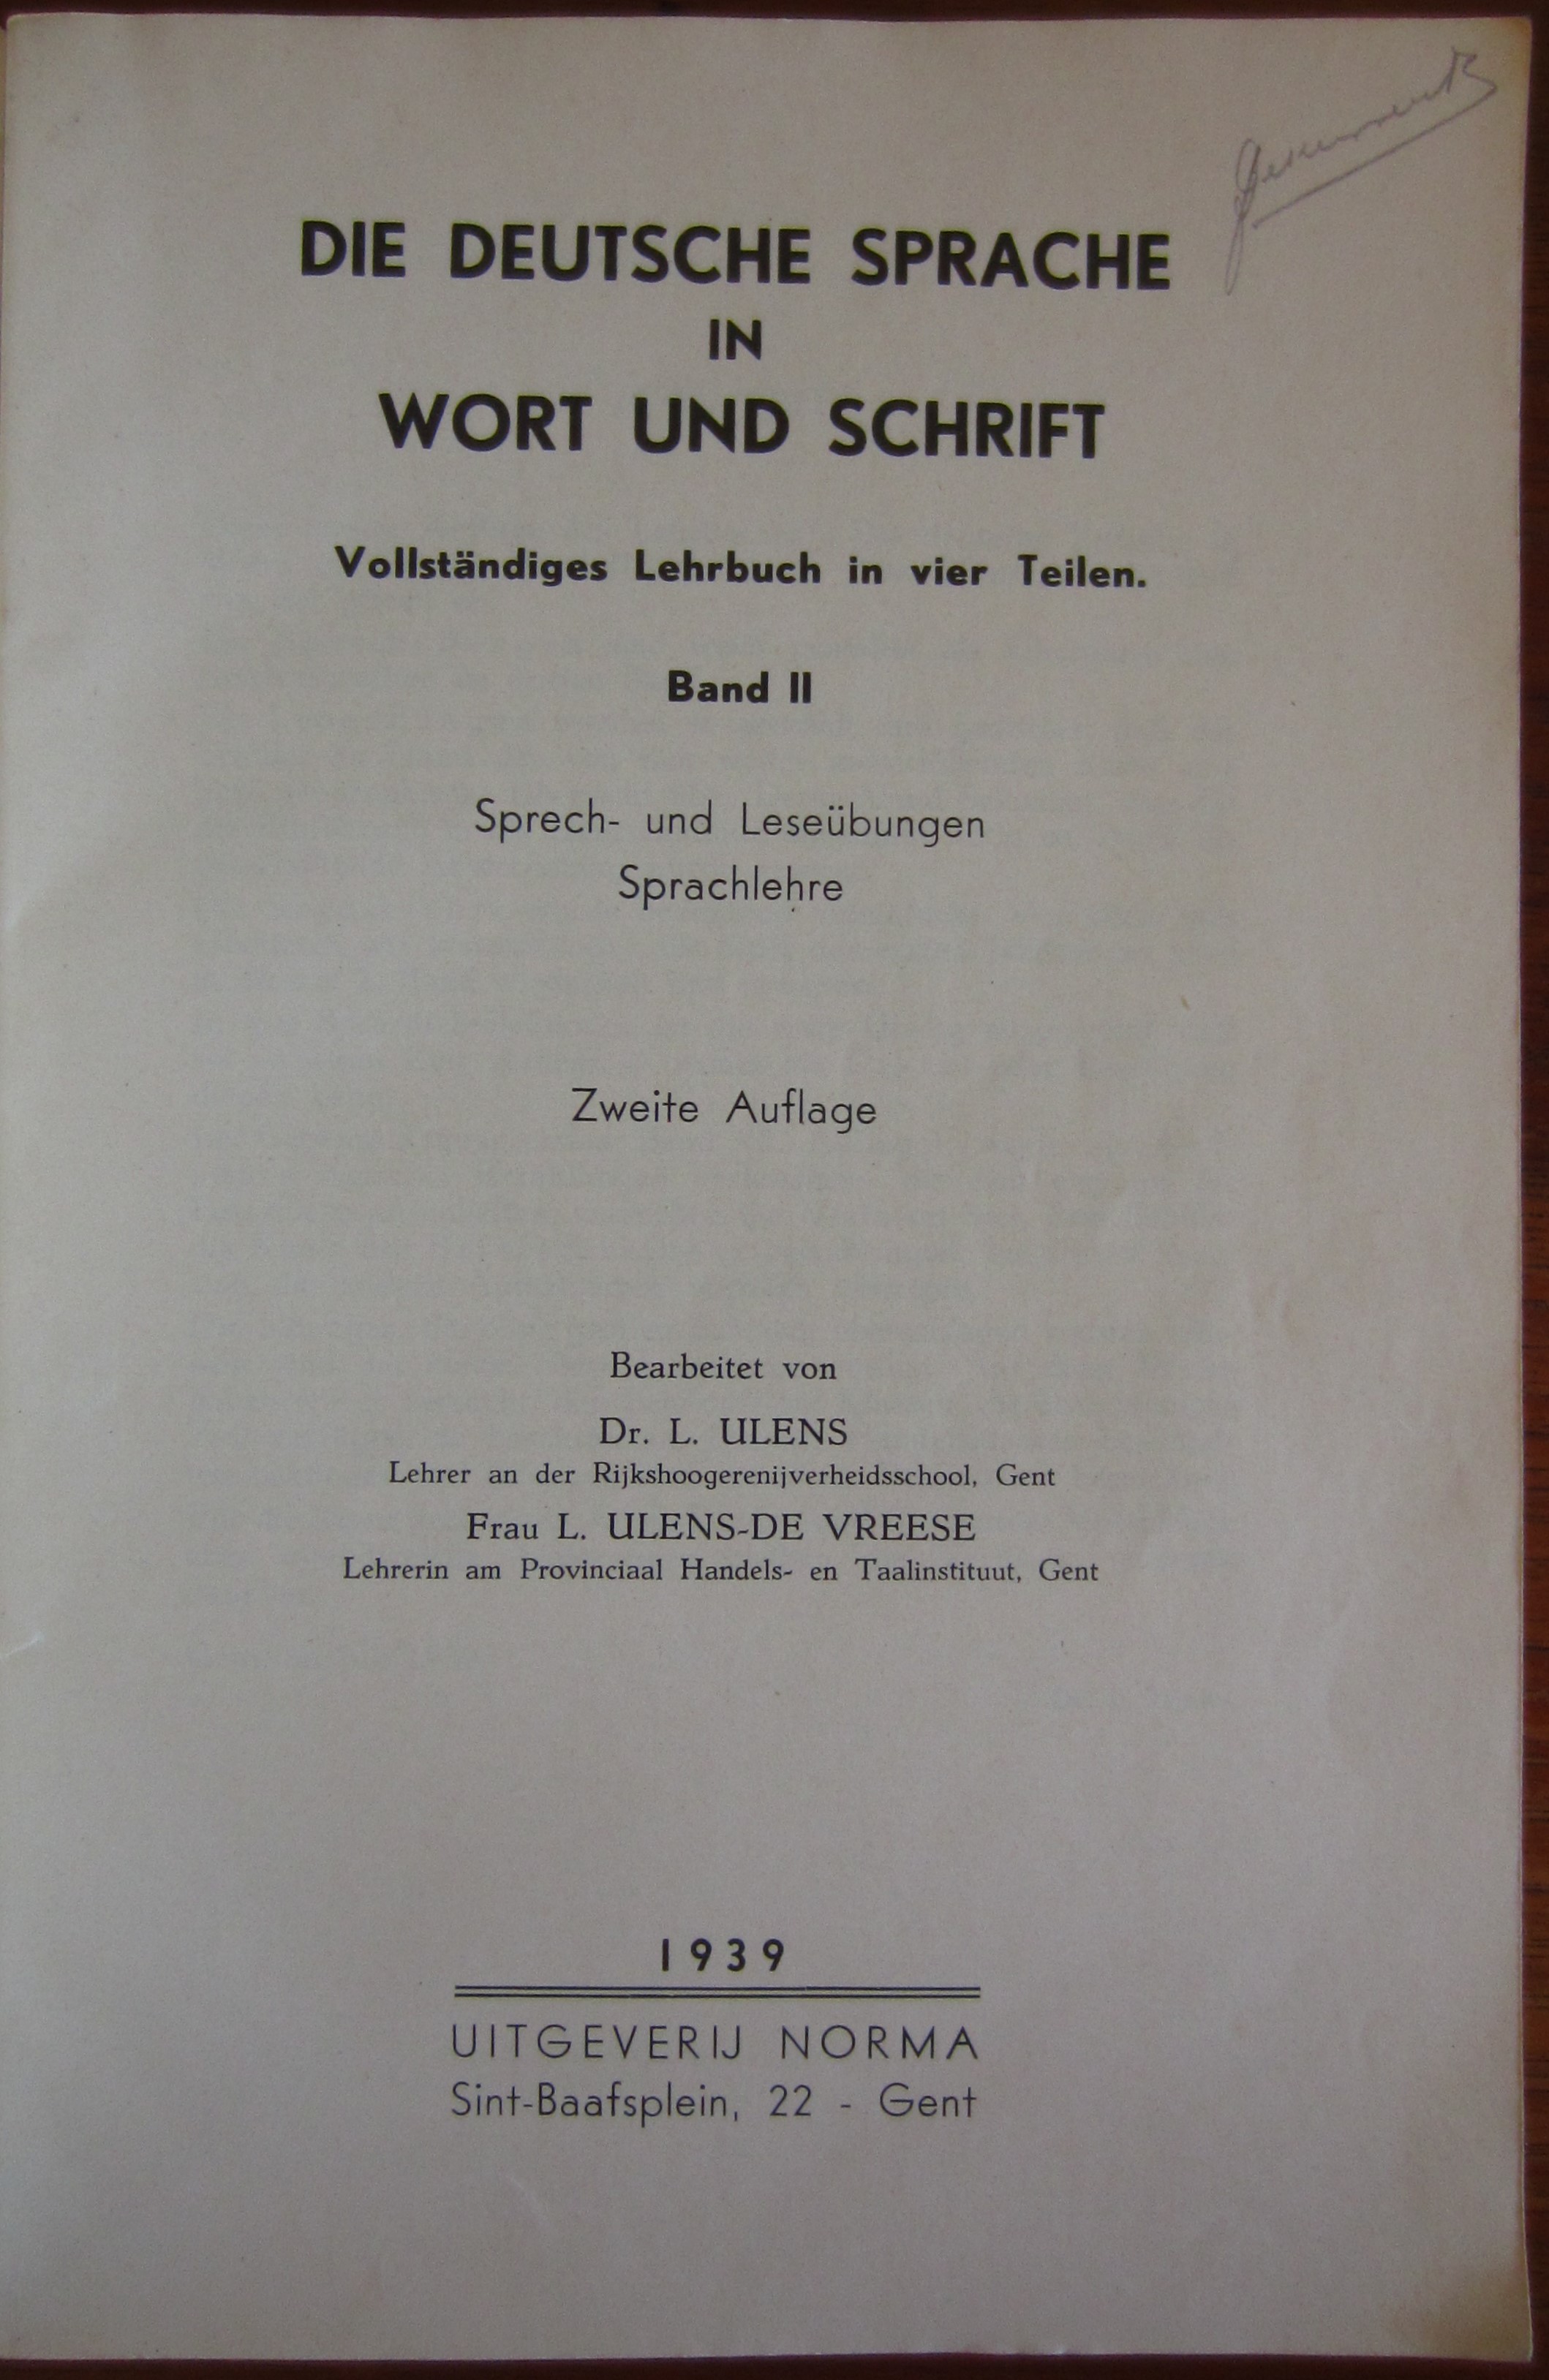 DIE DEUTSCHE SPRACHE
IN
WORT UND SCHRIFT
Vollständiges Lehrbuch in vier Teilen.
Band II
Sprech- und Leseübungen
Sprachlehre
Zweite Auflage
Bearbeitet von
Dr. L. ULENS
Lehrer an der Rijkshoogerenijverheidsschool, Gent
Frau L. ULENS-DE VREESE
Lehrerin am Provinciaal Handels- en Taalinstituut, Gent
1939
UITGEVERIJ NORMA
Sint-Baafsplein, 22 - Gent